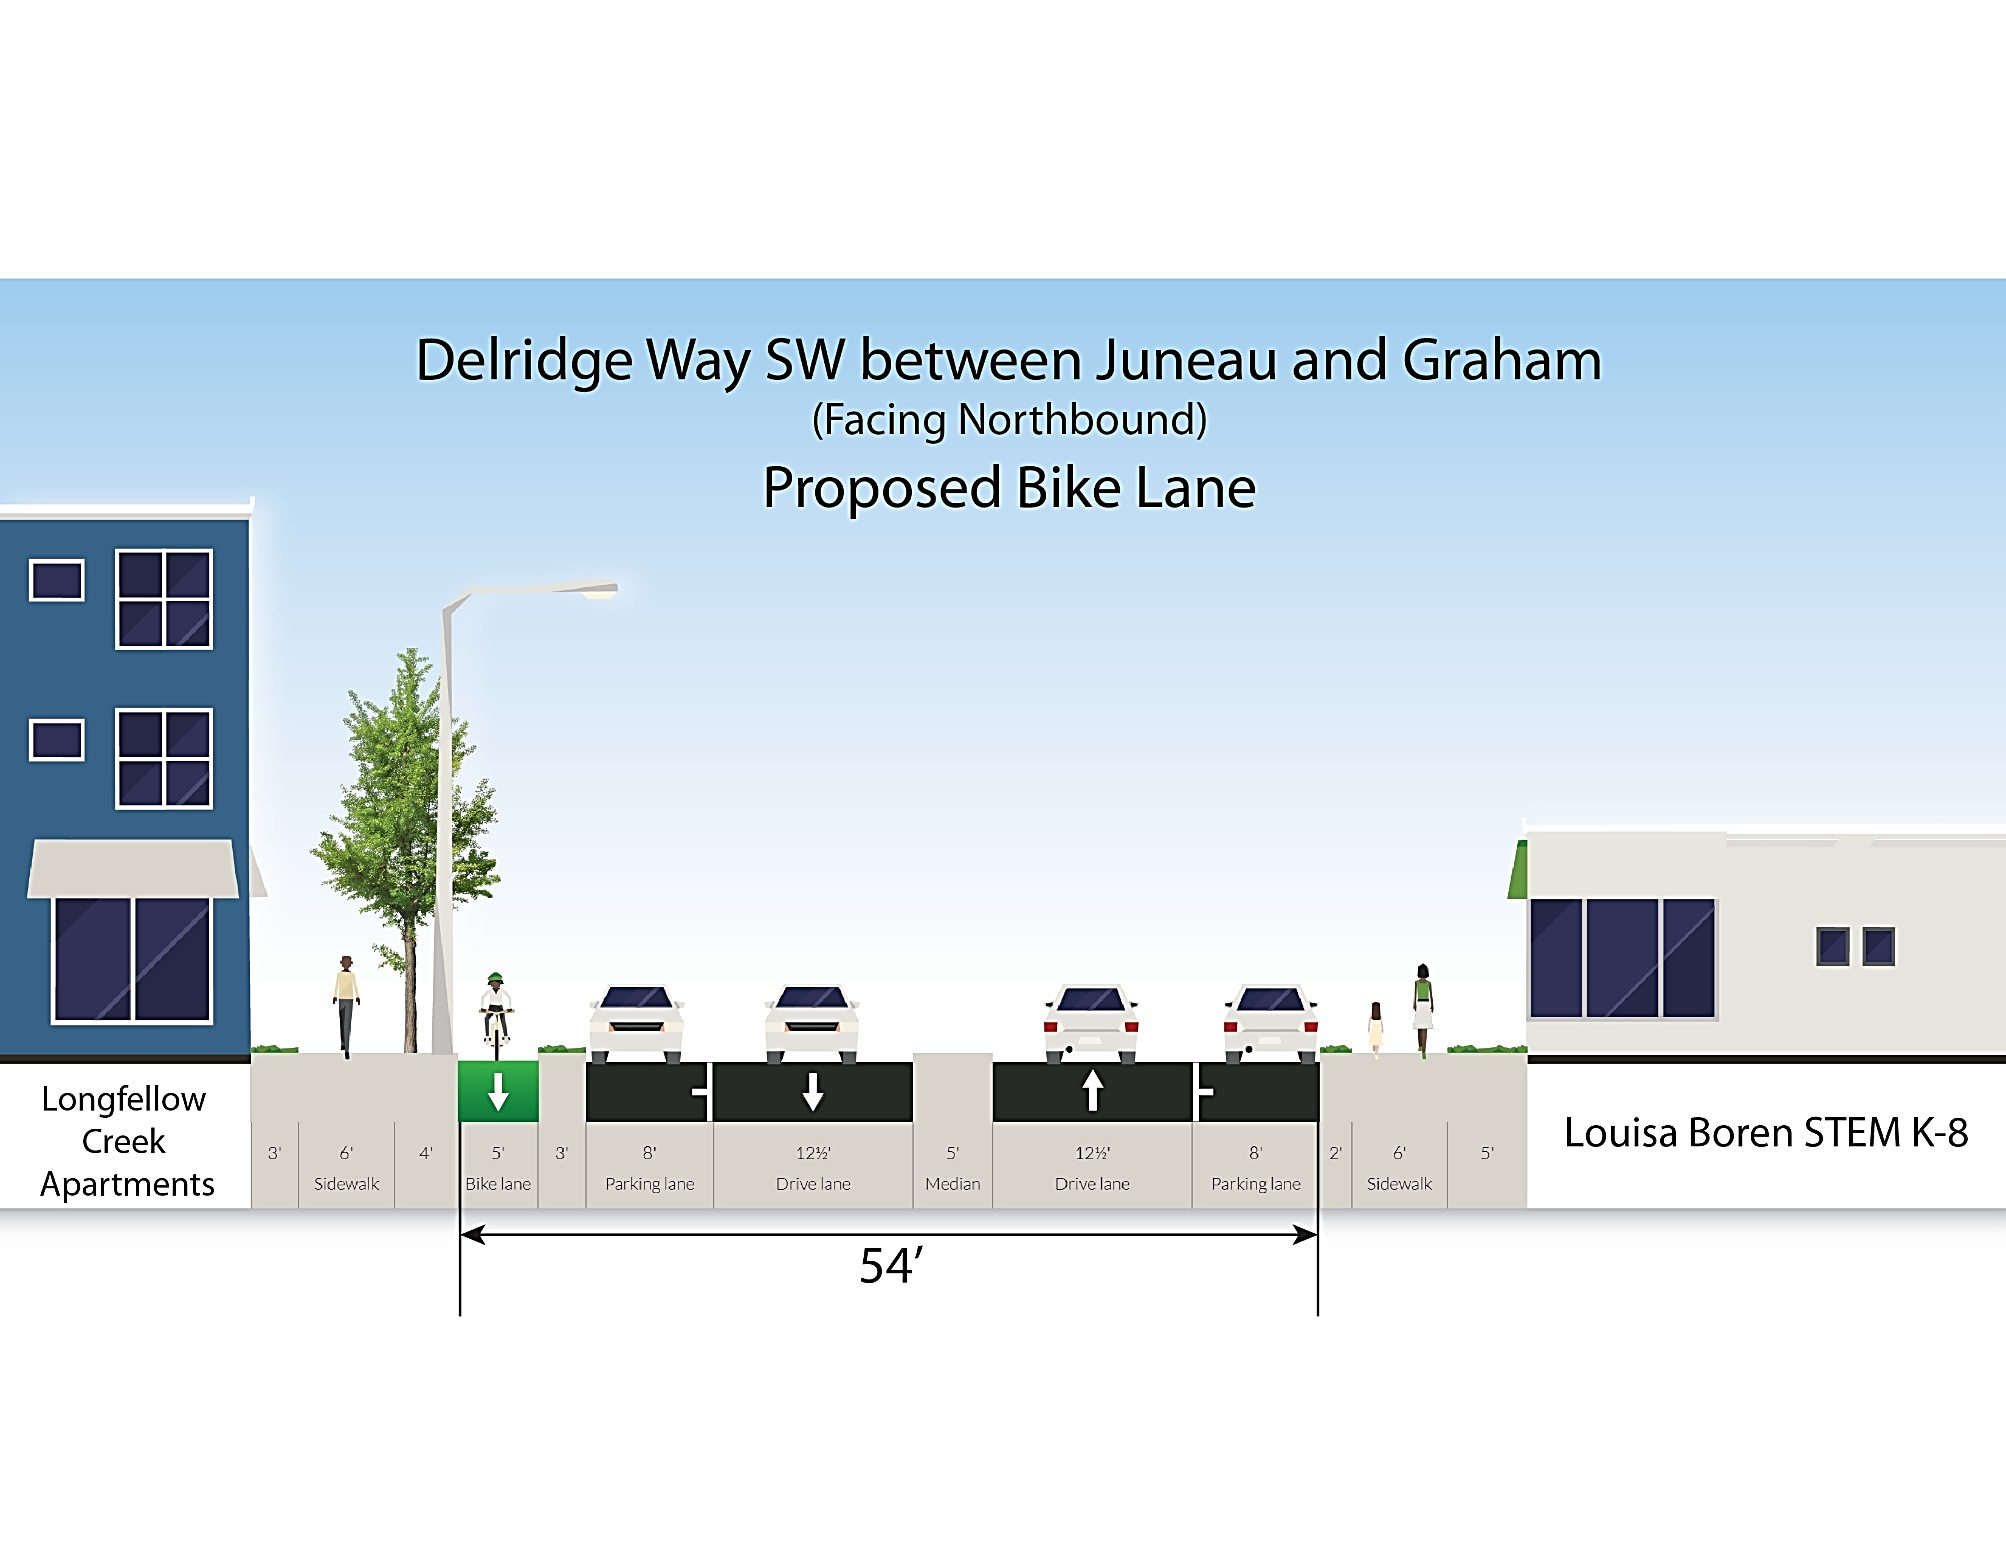 Delridge Way SW between Juneau and Graham
(Facing Northbound)
Proposed Bike Lane
Longfellow
Creek
Apartments
3' 6' 4' 5' 3' 8' 12½' 5' 12½' 8' 2' 6' 5'
Sidewalk Bike lane Parking lane Drive lane Median Drive lane Parking lane Sidewalk
Louisa Boren STEM K-8
54’